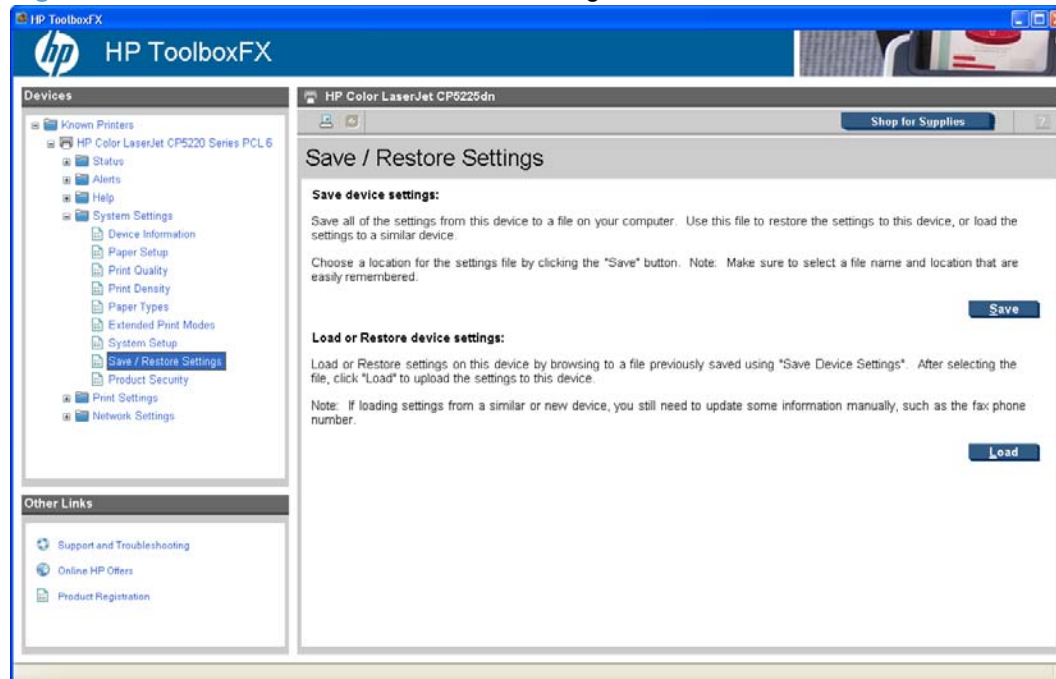 HP ToolboxFX
hp
HP ToolboxFX
Devices
Known Printers
HP Color LaserJet CP5220 Series PCL 6
Status
Alerts
Help
System Settings
Device Information
Paper Setup
Print Quality
Print Density
Paper Types
Extended Print Modes
System Setup
Save / Restore Settings
Product Security
Print Settings
Network Settings
Other Links
Support and Troubleshooting
Online HP Offers
Product Registration
HP Color LaserJet CP5225dn
Shop for Supplies
?
Save / Restore Settings
Save device settings:
Save all of the settings from this device to a file on your computer. Use this file to restore the settings to this device, or load the
settings to a similar device.
Choose a location for the settings file by clicking the "Save" button. Note: Make sure to select a file name and location that are
easily remembered.
Save
Load or Restore device settings:
Load or Restore settings on this device by browsing to a file previously saved using "Save Device Settings". After selecting the
file, click "Load" to upload the settings to this device.
Note: If loading settings from a similar or new device, you still need to update some information manually, such as the fax phone
number.
Load